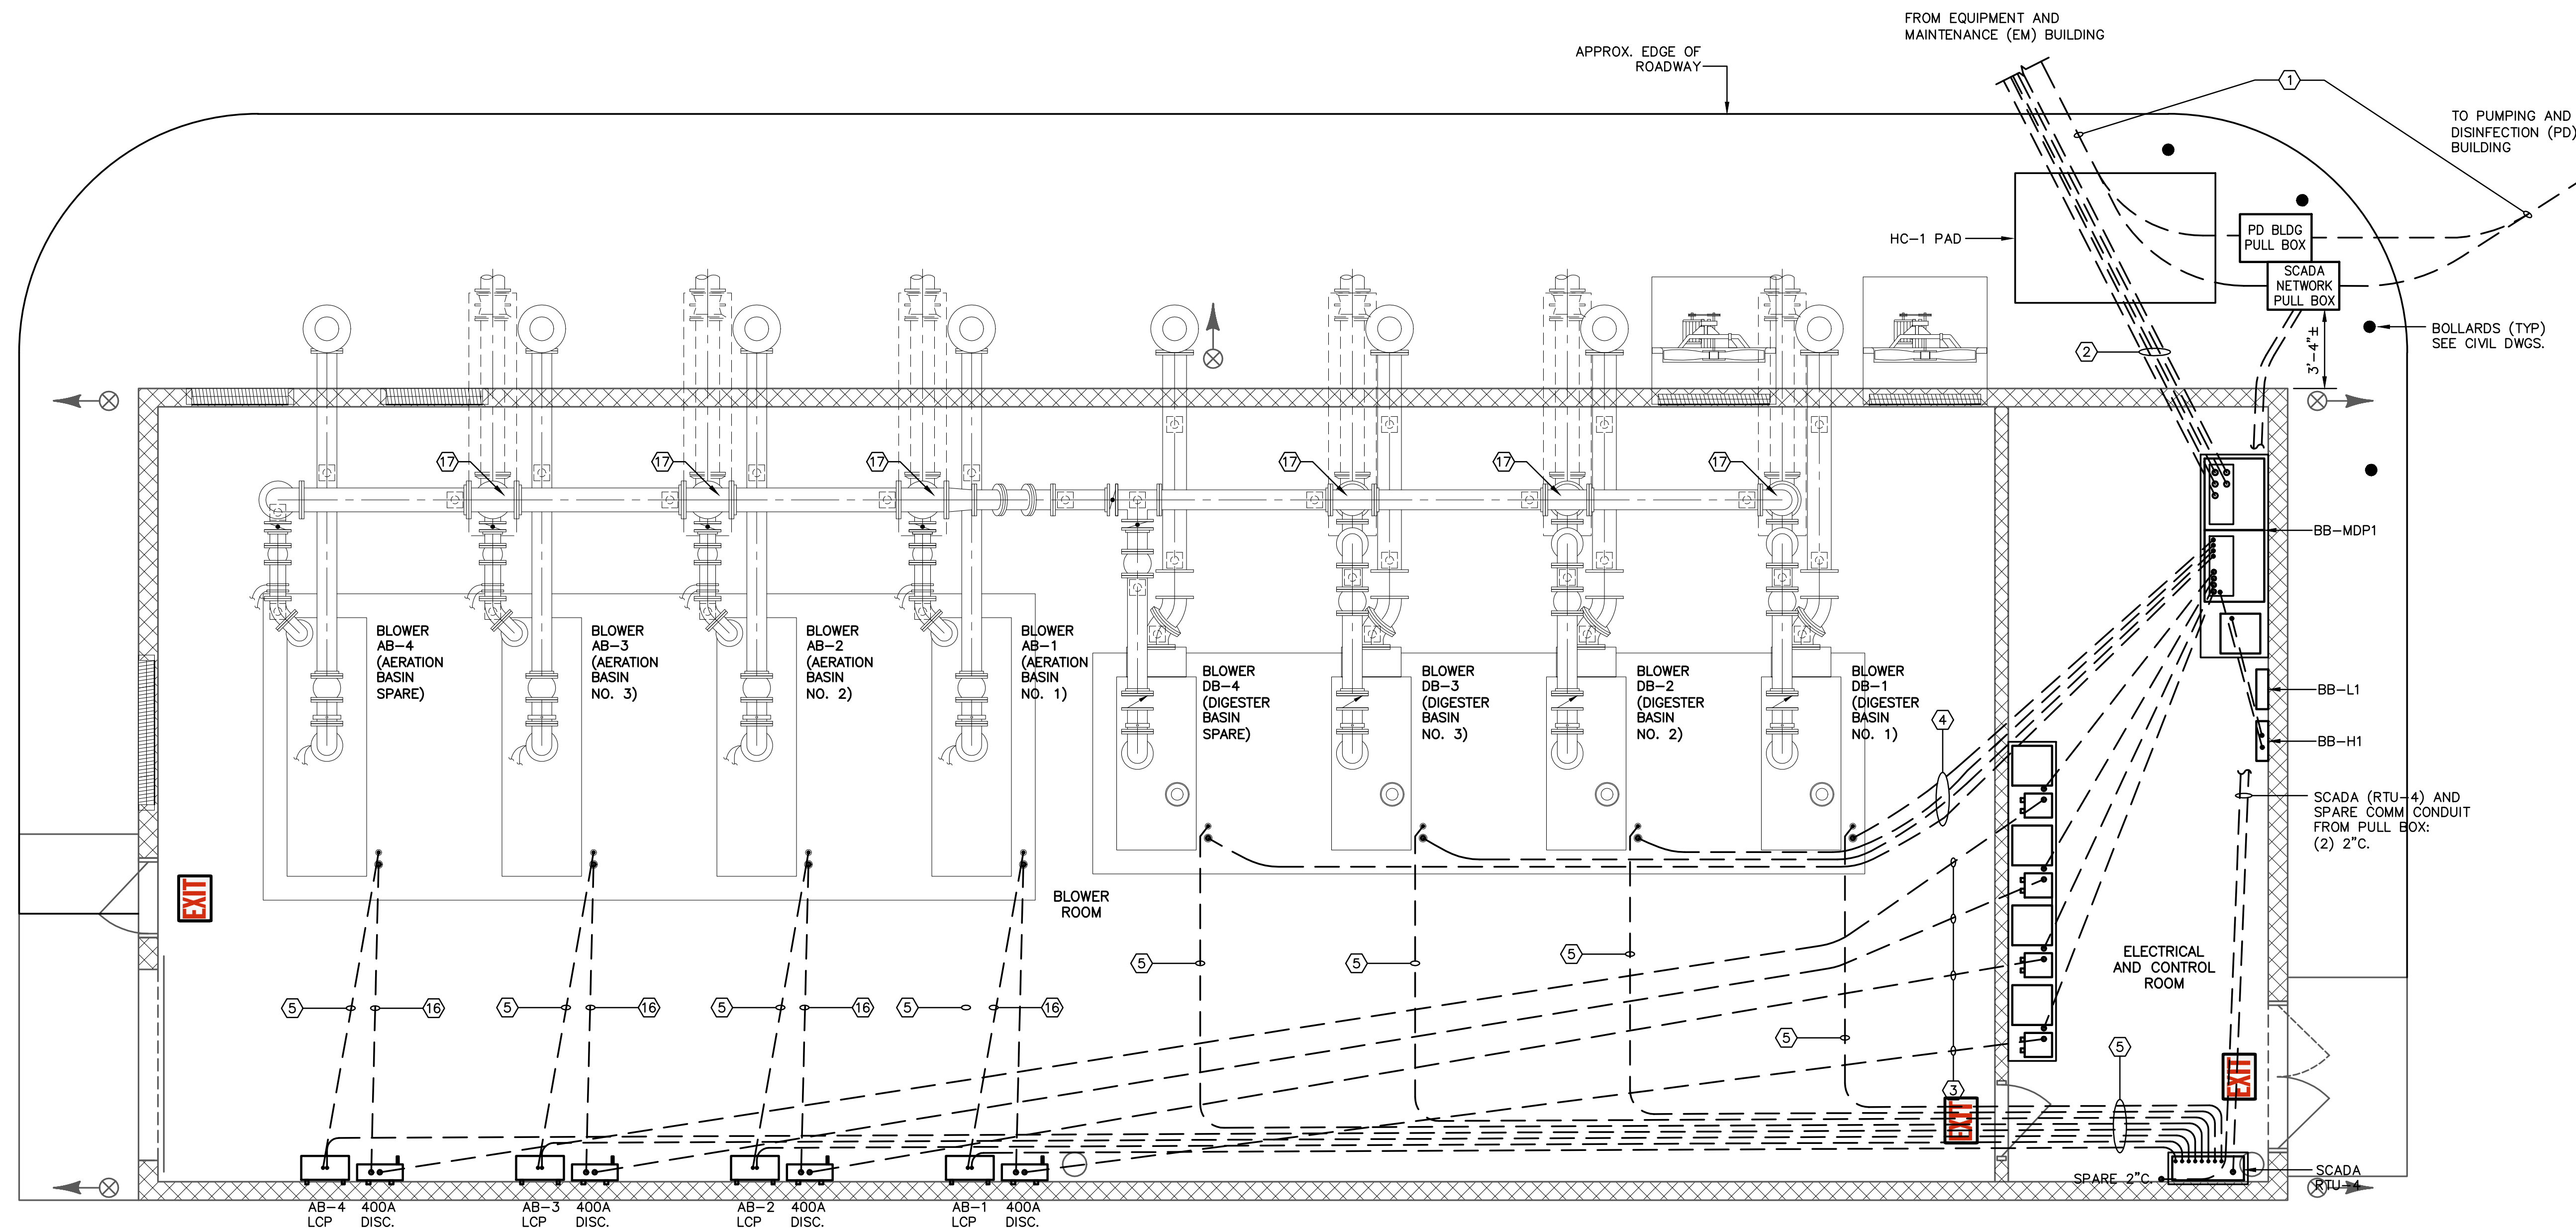 FROM EQUIPMENT AND
MAINTENANCE (EM) BUILDING
APPROX. EDGE OF
ROADWAY
1
TO PUMPING AND
DISINFECTION (PD)
BUILDING
HC-1 PAD
PD BLDG
PULL BOX
SCADA
NETWORK
PULL BOX
BOLLARDS (TYP)
SEE CIVIL DWGS.
3'-4"±
2
17
17
17
17
17
17
BB-MDP1
BLOWER
AB-4
(AERATION
BASIN
SPARE)
BLOWER
AB-3
(AERATION
BASIN
NO. 3)
BLOWER
AB-2
(AERATION
BASIN
NO. 2)
BLOWER
AB-1
(AERATION
BASIN
NO. 1)
BLOWER
DB-4
(DIGESTER
BASIN
SPARE)
BLOWER
DB-3
(DIGESTER
BASIN
NO. 3)
BLOWER
DB-2
(DIGESTER
BASIN
NO. 2)
BLOWER
DB-1
(DIGESTER
BASIN
NO. 1)
4
BB-L1
BB-H1
SCADA (RTU-4) AND
SPARE COMM CONDUIT
FROM PULL BOX:
(2) 2"C.
EXIT
BLOWER
ROOM
5
5
5
ELECTRICAL
AND CONTROL
ROOM
5
16
5
16
5
16
5
16
5
5
3
EXIT
EXIT
SPARE 2"C.
SCADA
RTU-4
AB-4
LCP
400A
DISC.
AB-3
LCP
400A
DISC.
AB-2
LCP
400A
DISC.
AB-1
LCP
400A
DISC.